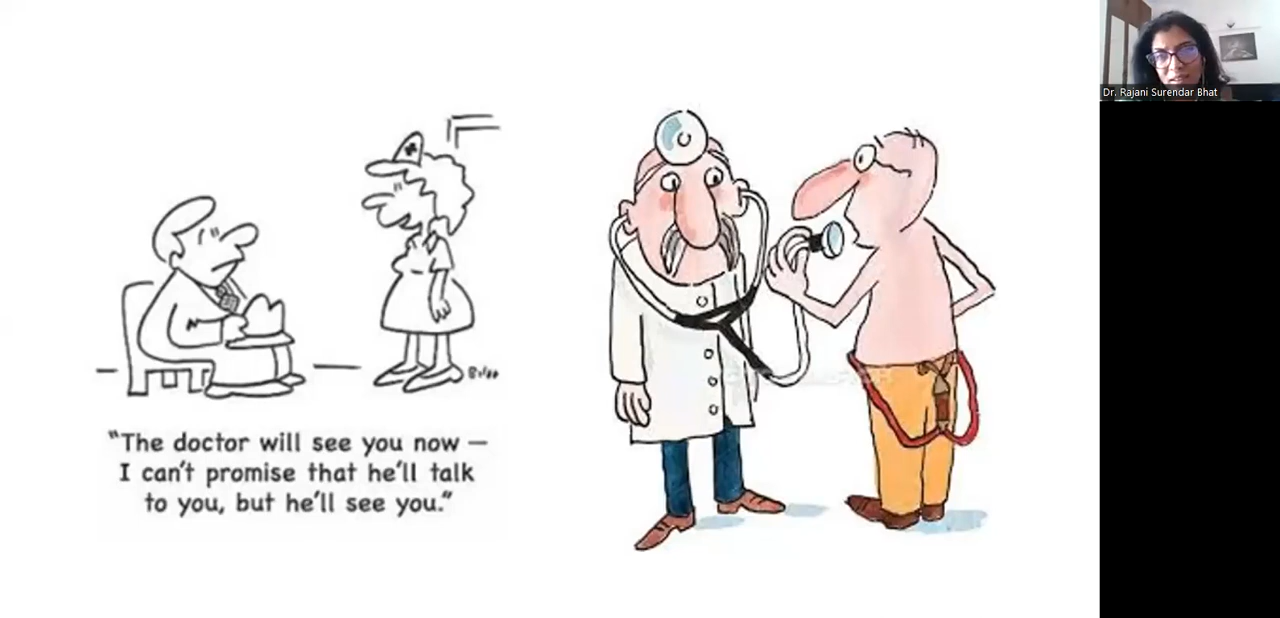 "The doctor will see you now —
I can't promise that he'll talk
to you, but he'll see you."
Dr. Rajani Surendar Bhat